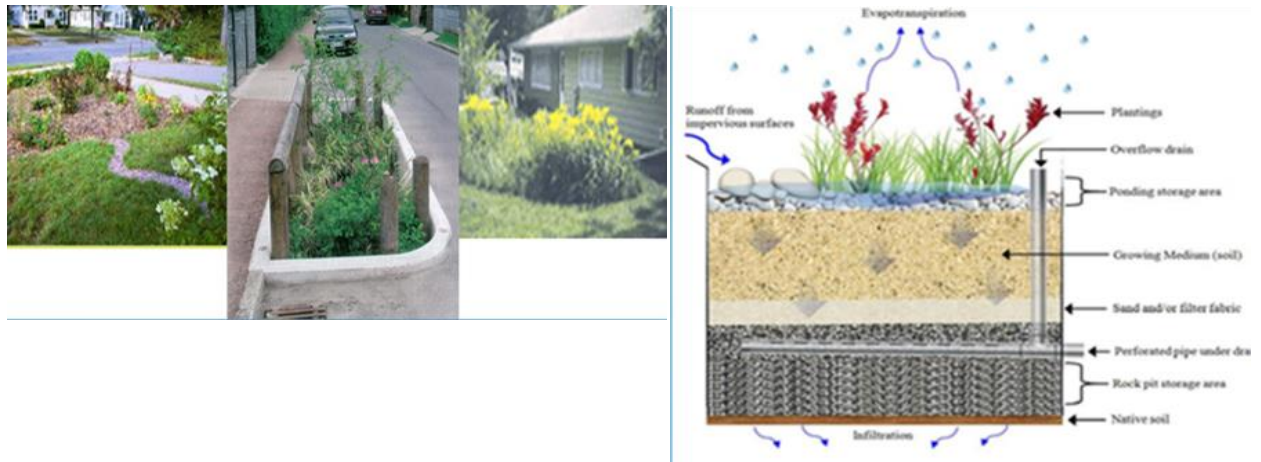 Evapotranspiration
Runoff from
impervious surfaces
Plantings
Overflow drain
Ponding storage area
Growing Medium (soil)
Sand and/or filter fabric
Perforated pipe under dra
Rock pit storage area
Native soil
Infiltration